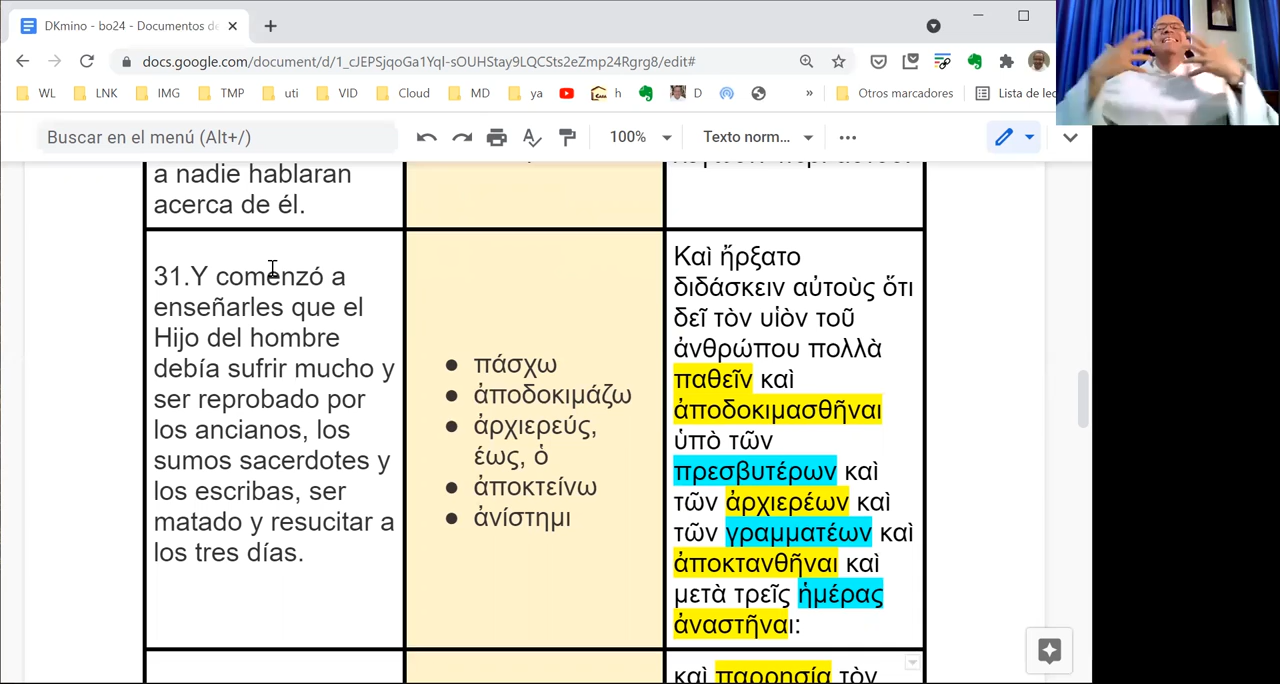 DKmino - bo24 - Documentos de
docs.google.com/document/d/1_cJEPSjqoGa1YqI-sOUHStay9LQCSts2eZmp24Rgrg8/edit#
WL LNK IMG TMP uti VID Cloud MD ya h D » Otros marcadores Lista de le
Buscar en el menú (Alt+/) 100% Texto norm...
a nadie hablaran
acerca de él.
31.Y comenzó a
enseñarles que el
Hijo del hombre
debía sufrir mucho y
ser reprobado por
los ancianos, los
sumos sacerdotes y
los escribas, ser
matado y resucitar a
los tres días.
● πάσχω
● ἀποδοκιμάζω
● ἀρχιερεύς,
έως, ὁ
● ἀποκτείνω
● ἀνίστημι
Καὶ ἤρξατο
διδάσκειν αὐτοὺς ὅτι
δεῖ τὸν υἱὸν τοῦ
ἀνθρώπου πολλὰ
παθεῖν καὶ
ἀποδοκιμασθῆναι
ὑπὸ τῶν
πρεσβυτέρων καὶ
τῶν ἀρχιερέων καὶ
τῶν γραμματέων καὶ
ἀποκτανθῆναι καὶ
μετὰ τρεῖς ἡμέρας
ἀναστῆναι:
καὶ παρρησίᾳ τὸν